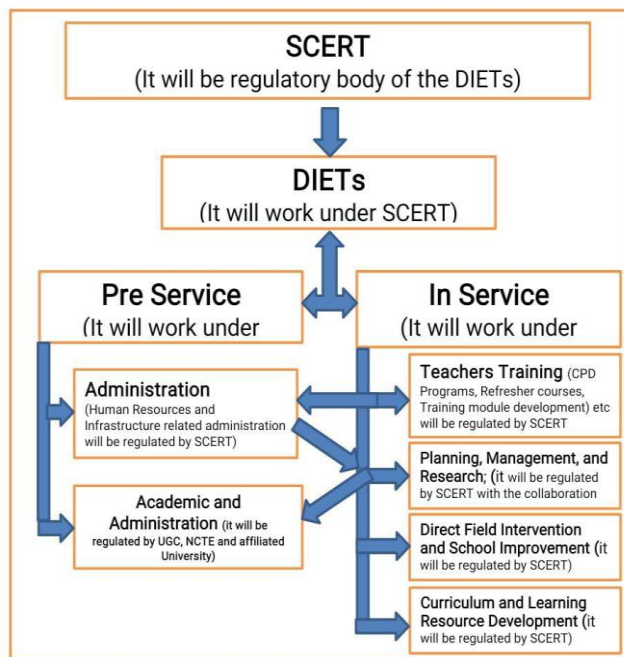 SCERT
(It will be regulatory body of the DIETs)
DIETs
(It will work under SCERT)
Pre Service
(It will work under
In Service
(It will work under
Administration
(Human Resources and
Infrastructure related administration
will be regulated by SCERT)
Academic and
Administration (it will be
regulated by UGC, NCTE and affiliated
University)
Teachers Training (CPD
Programs, Refresher courses,
Training module development) etc
will be regulated by SCERT
Planning, Management, and
Research; (it will be regulated
by SCERT with the collaboration
Direct Field Intervention
and School Improvement (it
will be regulated by SCERT)
Curriculum and Learning
Resource Development (it
will be regulated by SCERT)